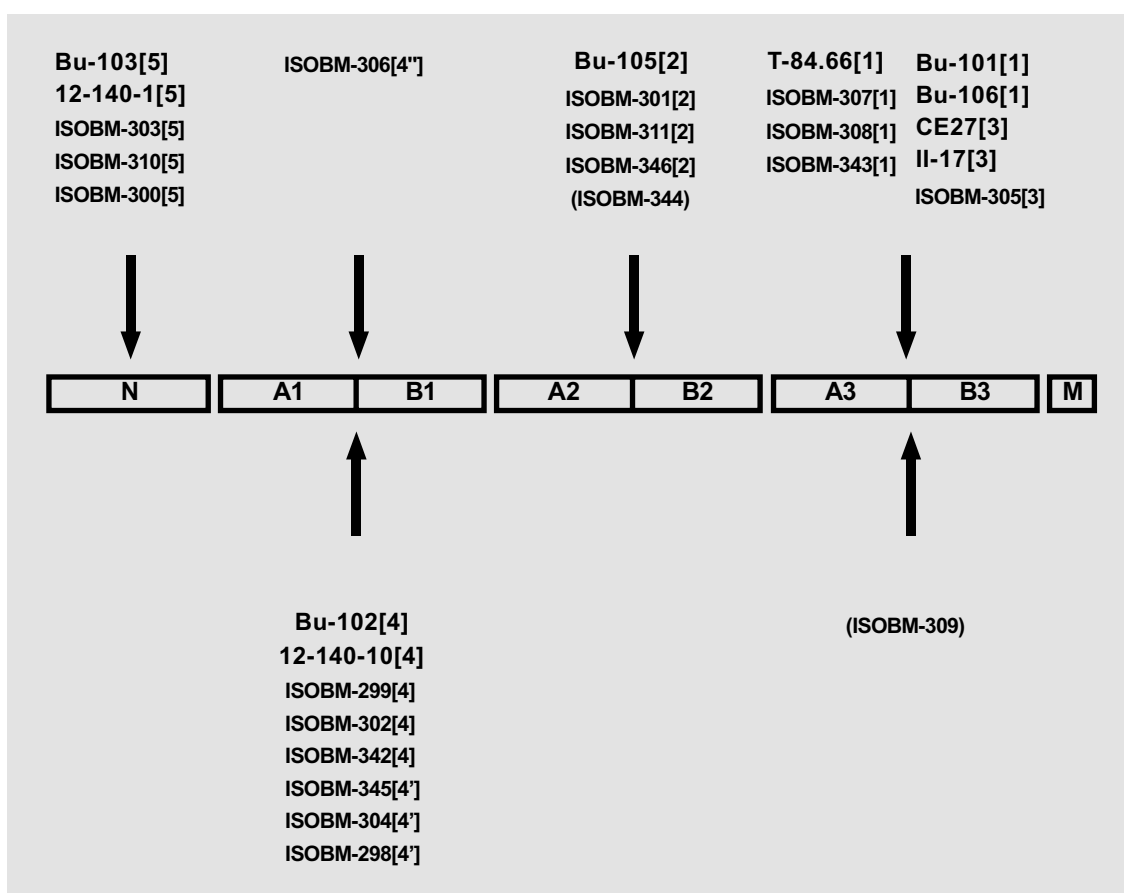 Bu-103[5]
12-140-1[5]
ISOBM-303[5]
ISOBM-310[5]
ISOBM-300[5]
ISOBM-306[4"]
Bu-105[2]
ISOBM-301[2]
ISOBM-311[2]
ISOBM-346[2]
(ISOBM-344)
T-84.66[1]
ISOBM-307[1]
ISOBM-308[1]
ISOBM-343[1]
Bu-101[1]
Bu-106[1]
CE27[3]
II-17[3]
ISOBM-305[3]
N A1 B1 A2 B2 A3 B3 M
Bu-102[4]
12-140-10[4]
ISOBM-299[4]
ISOBM-302[4]
ISOBM-342[4]
ISOBM-345[4’]
ISOBM-304[4’]
ISOBM-298[4’]
(ISOBM-309)